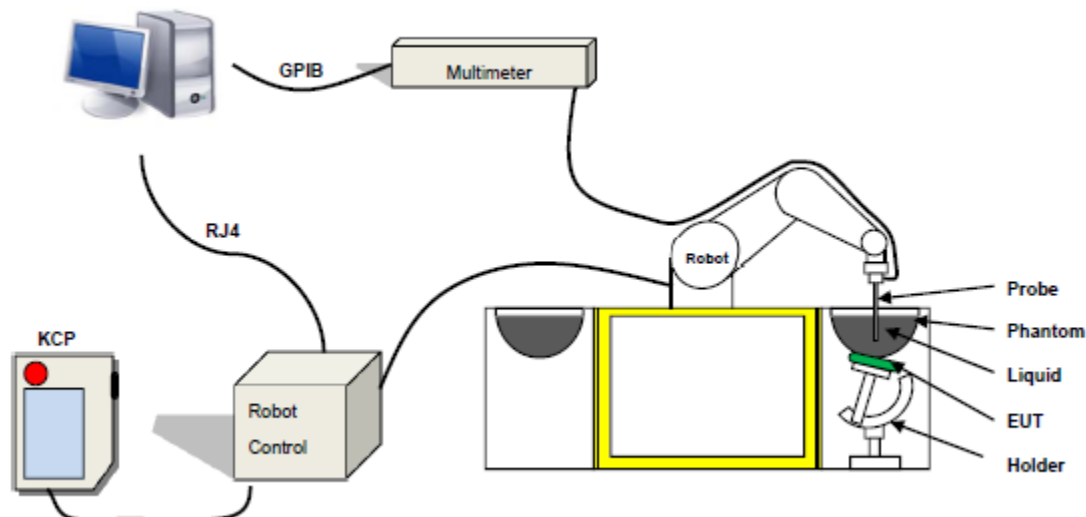 GPIB
Multimeter
RJ4
Robot
Probe
Phantom
KCP
Liquid
Robot
Control
EUT
Holder